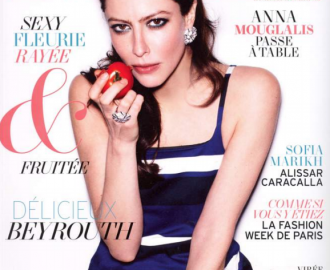 SEXY
FLEURIE
RAYÉE
&
FRUITÉE
DÉLICIEUX
BEYROUTH
ANNA
MOUGLALIS
PASSE
À TABLE
SOFIA
MARIKH
ALISSAR
CARACALLA
COMME SI
VOUS Y ÉTIEZ
LA FASHION
WEEK DE PARIS
VIRÉE